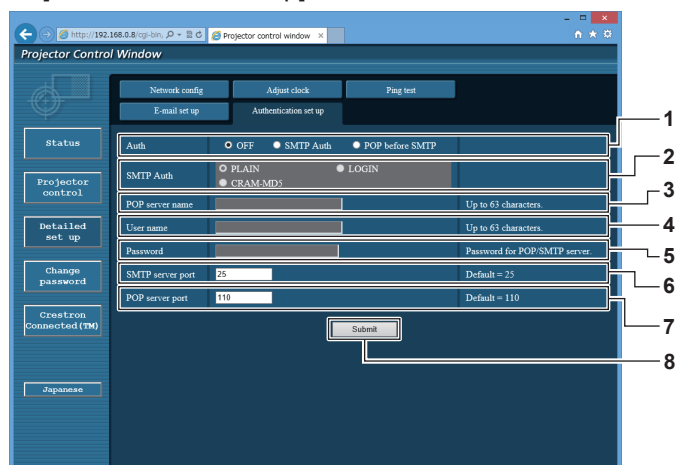 http://192.168.0.8/cgi-bin/
Projector control window
Projector Control Window
Network config
Adjust clock
Ping test
E-mail set up
Authentication set up
Status
Projector control
Detailed set up
Change password
Crestron Connected(TM)
Japanese
Auth OFF SMTP Auth POP before SMTP 1
SMTP Auth PLAIN LOGIN 2
CRAM-MD5
POP server name Up to 63 characters. 3
User name Up to 63 characters. 4
Password Password for POP/SMTP server. 5
SMTP server port 25 Default = 25 6
POP server port 110 Default = 110 7
Submit 8